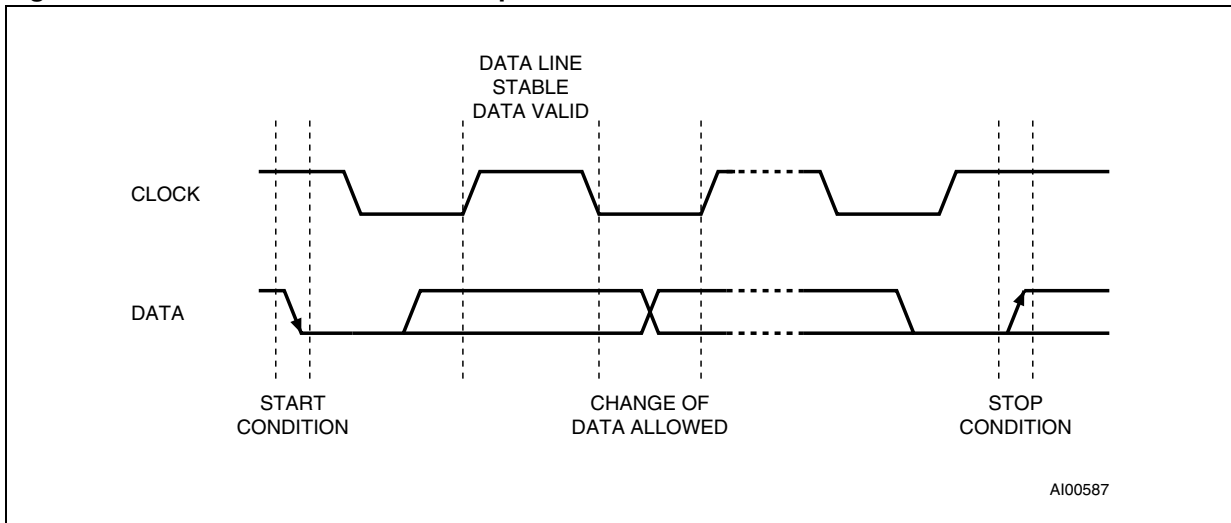 DATA LINE
STABLE
DATA VALID
CLOCK
DATA
START
CONDITION
CHANGE OF
DATA ALLOWED
STOP
CONDITION
AI00587